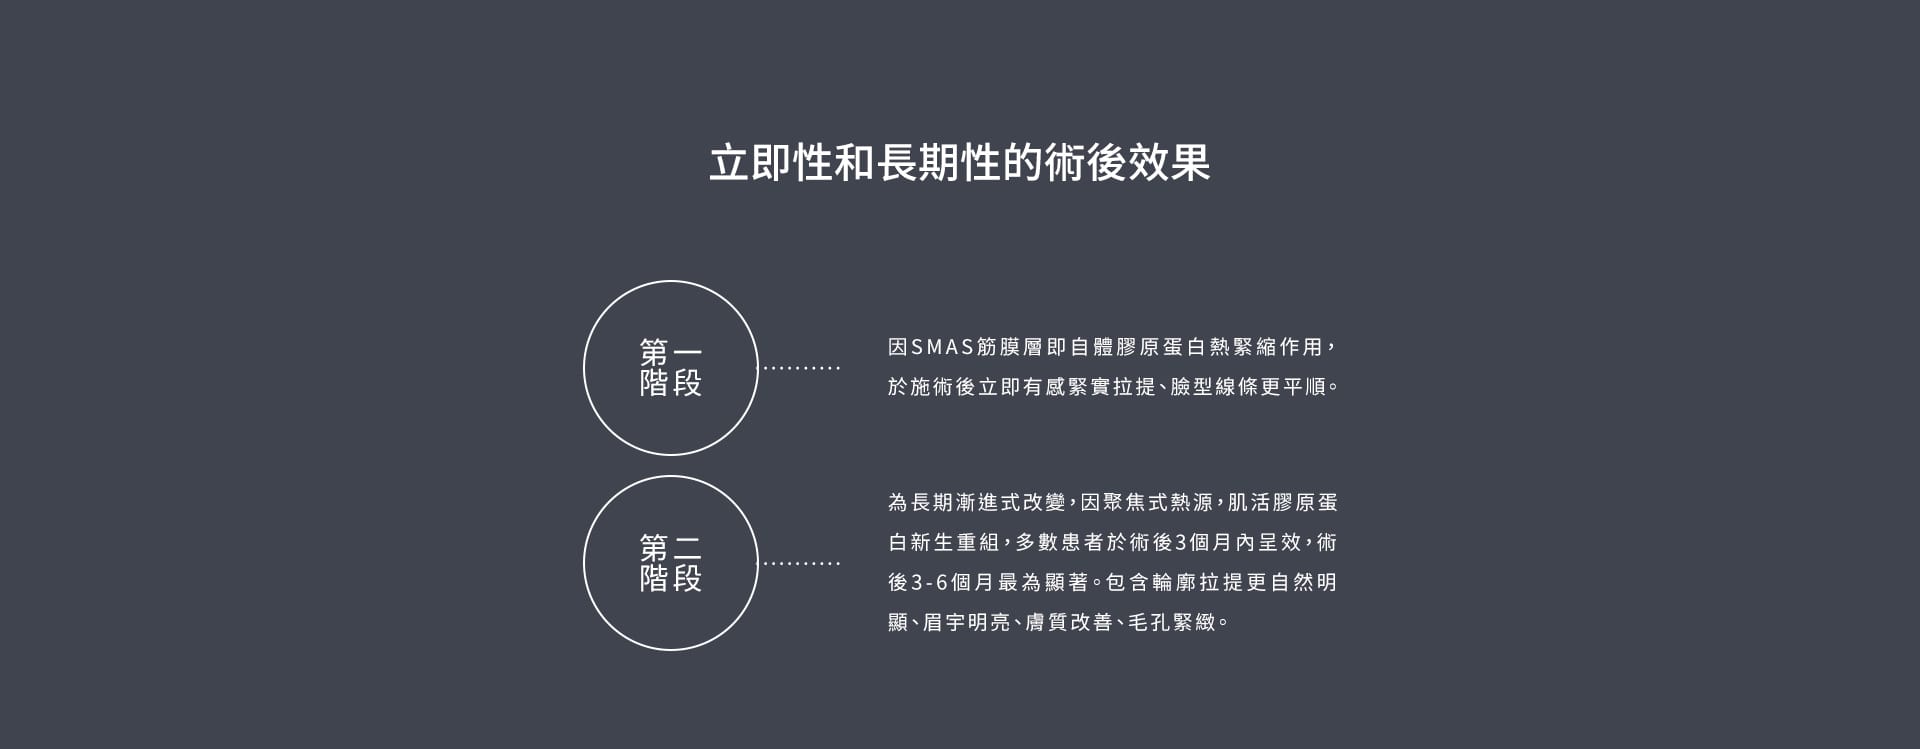 立即性和長期性的術後效果
第一
階段
因SMAS筋膜層即自體膠原蛋白熱緊縮作用，
於施術後立即有感緊實拉提、臉型線條更平順。
第二
階段
為長期漸進式改變，因聚焦式熱源，肌活膠原蛋
白新生重組，多數患者於術後3個月內呈效，術
後3-6個月最為顯著。包含輪廓拉提更自然明
顯、眉宇明亮、膚質改善、毛孔緊緻。